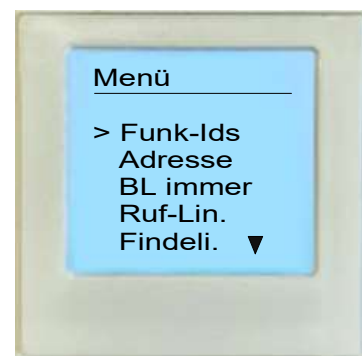 Menü
> Funk-Ids
Adresse
BL immer
Ruf-Lin.
Findeli. ▼